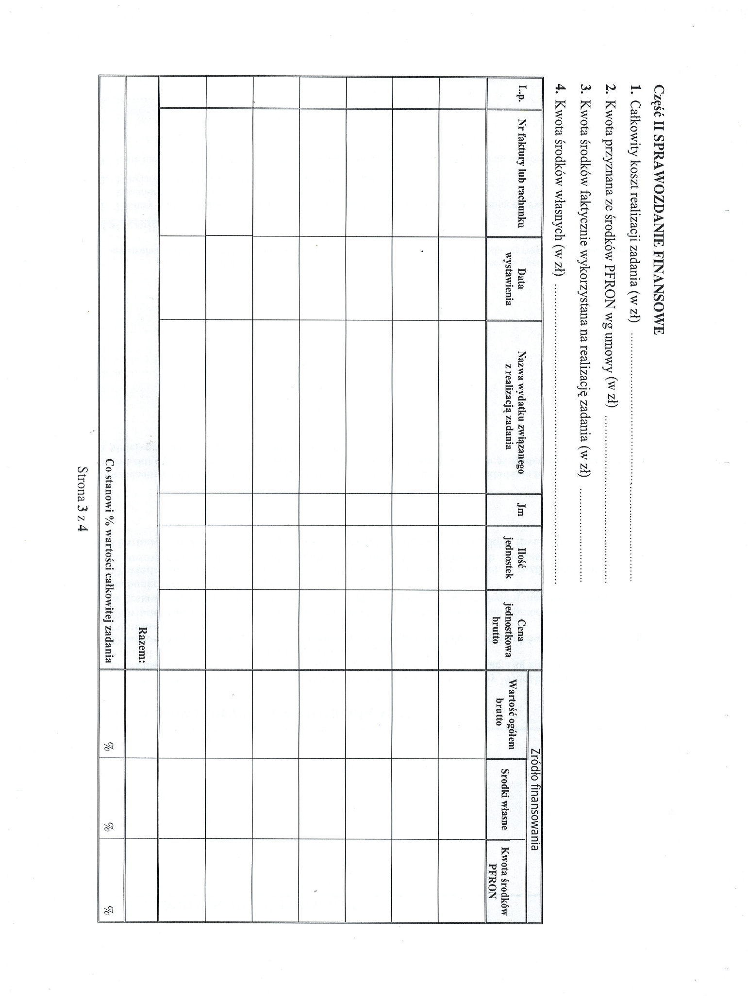 Część II SPRAWOZDANIE FINANSOWE
1. Całkowity koszt realizacji zadania (w zł) ........................................................................
2. Kwota przyznana ze środków PFRON wg umowy (w zł) ................................................
3. Kwota środków faktycznie wykorzystana na realizację zadania (w zł) ...........................
4. Kwota środków własnych (w zł) ........................................................................................
Zródło finansowania
L.p.
Nr faktury lub rachunku
Data
wystawienia
Nazwa wydatku związanego
z realizacją zadania
Jm
Ilość
jednostek
Cena
jednostkowa
brutto
Wartość ogółem
brutto
Środki własne
Kwota środków
PFRON
Razem:
Co stanowi % wartości całkowitej zadania
%
%
%
Strona 3 z 4